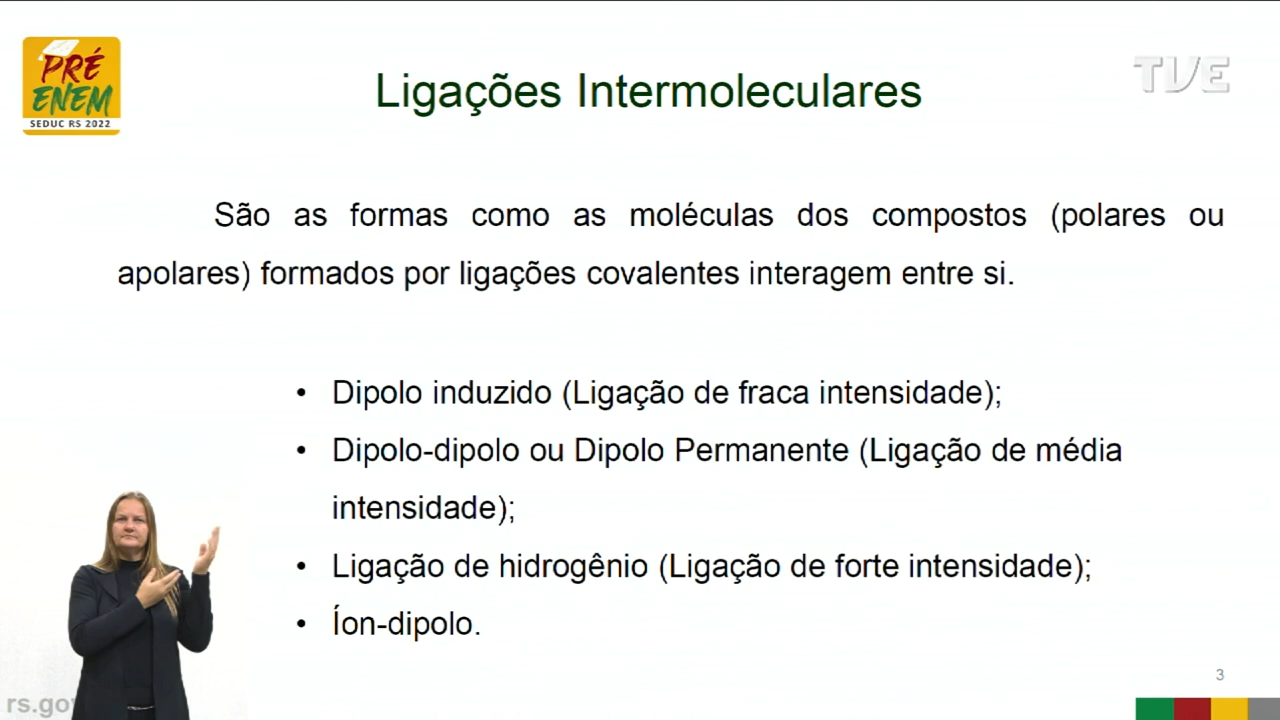 PRÉ
ENEM
SEDUC RS 2022
TVE
Ligações Intermoleculares
São as formas como as moléculas dos compostos (polares ou
apolares) formados por ligações covalentes interagem entre si.
• Dipolo induzido (Ligação de fraca intensidade);
• Dipolo-dipolo ou Dipolo Permanente (Ligação de média
intensidade);
• Ligação de hidrogênio (Ligação de forte intensidade);
• Íon-dipolo.
3
rs.gov